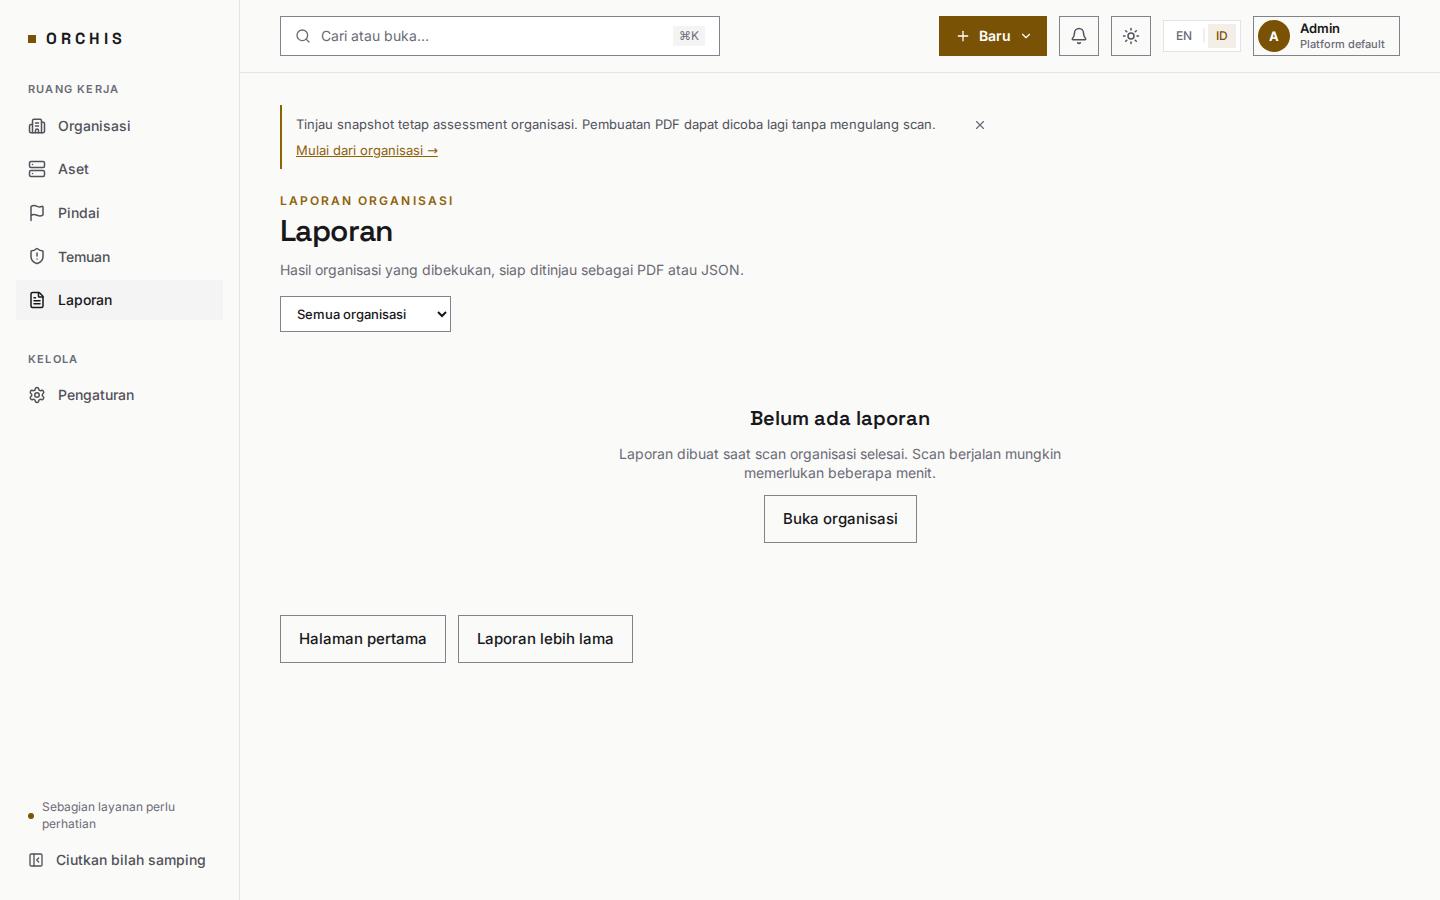 ORCHIS
Cari atau buka...
⌘K
Baru
EN
ID
A
Admin
Platform default
RUANG KERJA
Organisasi
Aset
Pindai
Temuan
Laporan
KELOLA
Pengaturan
Sebagian layanan perlu
perhatian
Ciutkan bilah samping
Tinjau snapshot tetap assessment organisasi. Pembuatan PDF dapat dicoba lagi tanpa mengulang scan.
Mulai dari organisasi →
LAPORAN ORGANISASI
Laporan
Hasil organisasi yang dibekukan, siap ditinjau sebagai PDF atau JSON.
Semua organisasi
Belum ada laporan
Laporan dibuat saat scan organisasi selesai. Scan berjalan mungkin
memerlukan beberapa menit.
Buka organisasi
Halaman pertama
Laporan lebih lama